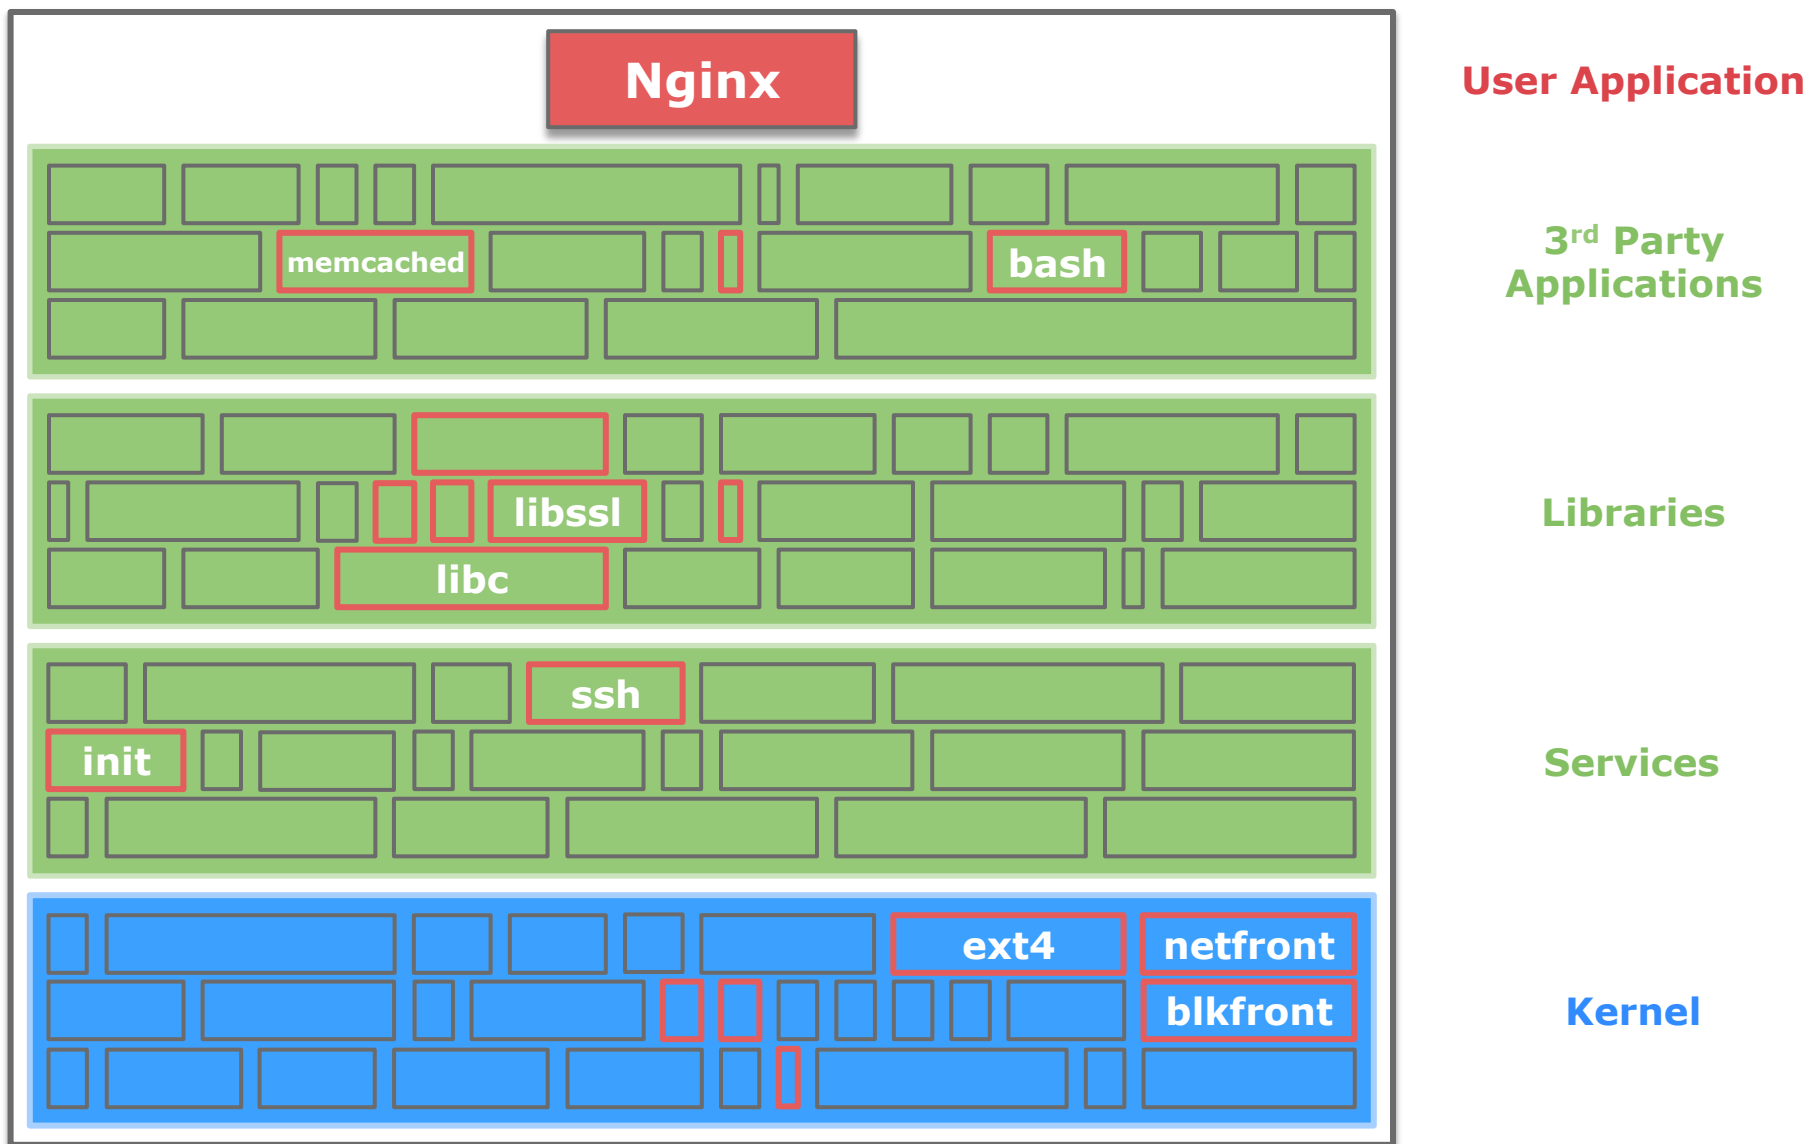 Nginx
User Application
memcached
bash
3rd Party
Applications
libssl
libc
Libraries
ssh
init
Services
ext4
netfront
blkfront
Kernel